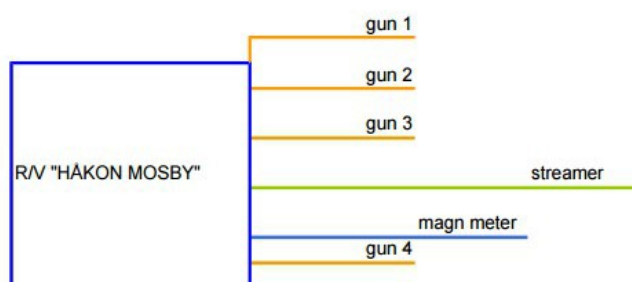 gun 1
gun 2
gun 3
R/V "HÅKON MOSBY"
streamer
magn meter
gun 4